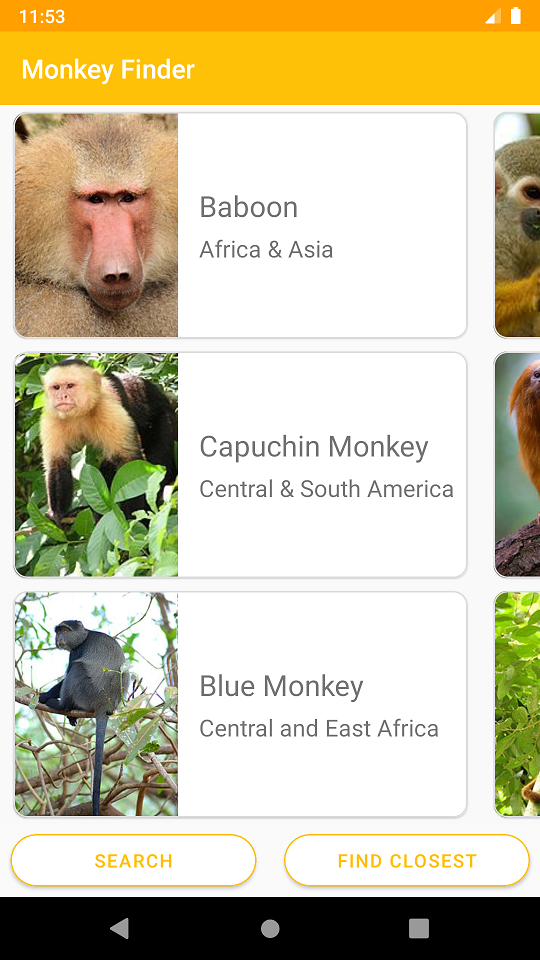 11:53
Monkey Finder
Baboon
Africa & Asia
Capuchin Monkey
Central & South America
Blue Monkey
Central and East Africa
SEARCH
FIND CLOSEST